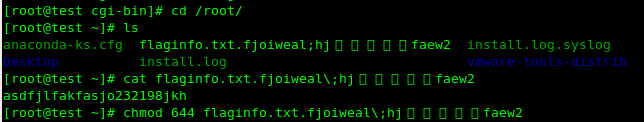 [root@test cgi-bin]# cd /root/
[root@test ~]# ls
anaconda-ks.cfg flaginfo.txt.fjoiweal;hj▯▯▯▯▯faew2 install.log.syslog
Desktop install.log vmware-tools-distrib
[root@test ~]# cat flaginfo.txt.fjoiweal\;hj▯▯▯▯▯faew2
asdfjlfakfasjo232198jkh
[root@test ~]# chmod 644 flaginfo.txt.fjoiweal\;hj▯▯▯▯▯faew2